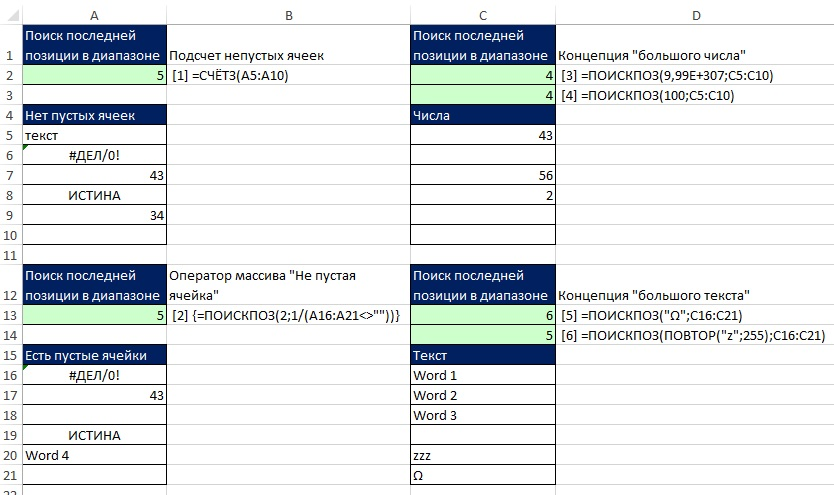 A B C D
1 Поиск последней позиции в диапазоне Подсчет непустых ячеек Поиск последней позиции в диапазоне Концепция "большого числа"
2 5 [1] =СЧЁТЗ(A5:A10) 4 [3] =ПОИСКПОЗ(9,99E+307;C5:C10)
3 4 [4] =ПОИСКПОЗ(100;C5:C10)
4 Нет пустых ячеек Числа
5 текст 43
6 #ДЕЛ/0!
7 43 56
8 ИСТИНА 2
9 34
10
11
12 Поиск последней позиции в диапазоне Оператор массива "Не пустая ячейка" Поиск последней позиции в диапазоне Концепция "большого текста"
13 5 [2] {=ПОИСКПОЗ(2;1/(A16:A21<>""))} 6 [5] =ПОИСКПОЗ("Ω";C16:C21)
14 5 [6] =ПОИСКПОЗ(ПОВТОР("z";255);C16:C21)
15 Есть пустые ячейки Текст
16 #ДЕЛ/0! Word 1
17 43 Word 2
18 Word 3
19 ИСТИНА
20 Word 4 zzz
21 Ω